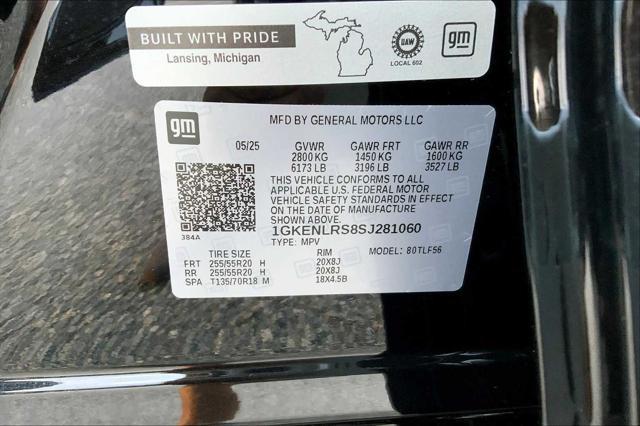 BUILT WITH PRIDE
Lansing, Michigan
UAW
LOCAL 602
gm
gm
MFD BY GENERAL MOTORS LLC
05/25 GVWR GAWR FRT GAWR RR
2800 KG 1450 KG 1600 KG
6173 LB 3196 LB 3527 LB
THIS VEHICLE CONFORMS TO ALL
APPLICABLE U.S. FEDERAL MOTOR
VEHICLE SAFETY STANDARDS IN EFFECT
ON THE DATE OF MANUFACTURE
SHOWN ABOVE.
1GKENLRS8SJ281060
TYPE: MPV MODEL: 80TLF56
384A
TIRE SIZE RIM
FRT 255/55R20 H 20X8J
RR 255/55R20 H 20X8J
SPA T135/70R18 M 18X4.5B